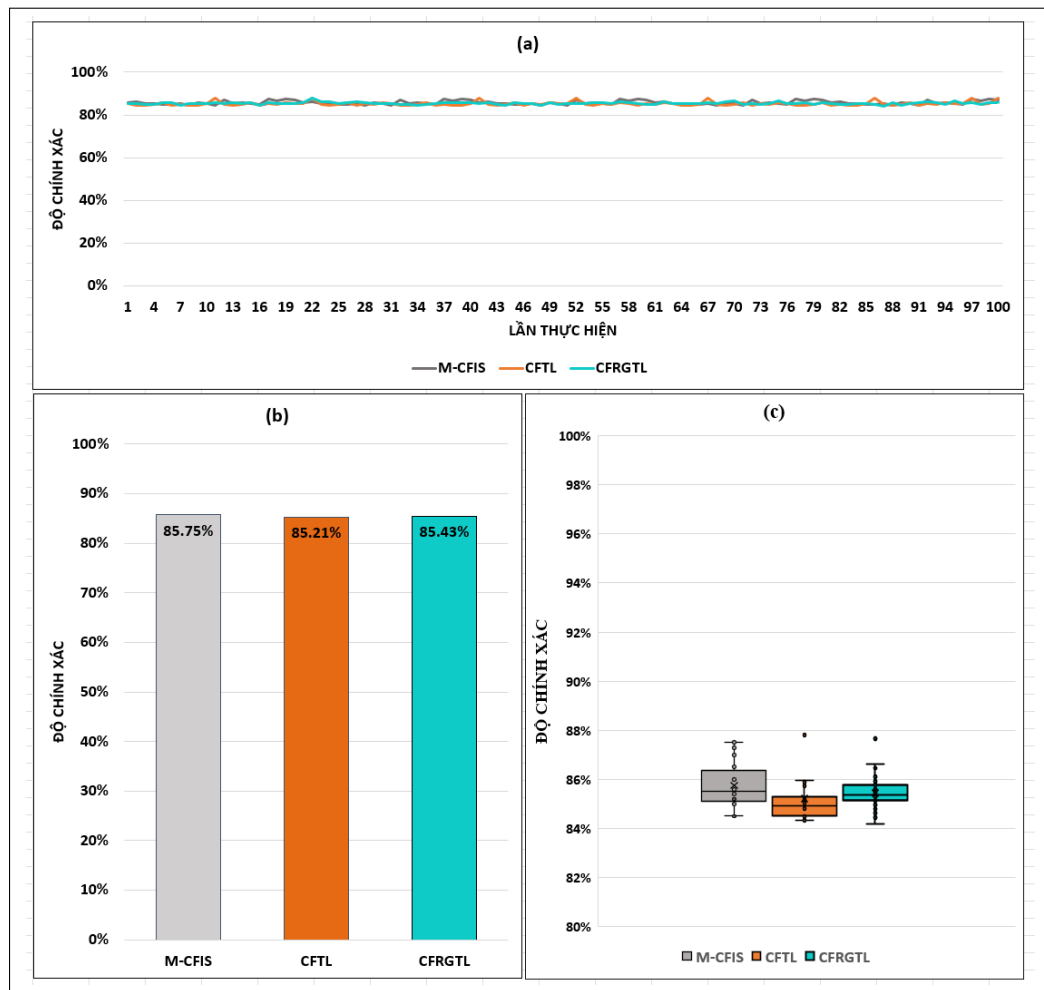 (a)
ĐỘ CHÍNH XÁC
100%
80%
60%
40%
20%
0%
1 4 7 10 13 16 19 22 25 28 31 34 37 40 43 46 49 52 55 58 61 64 67 70 73 76 79 82 85 88 91 94 97 100
LẦN THỰC HIỆN
M-CFIS CFTL CFRGTL
(b)
ĐỘ CHÍNH XÁC
100%
90%
80%
70%
60%
50%
40%
30%
20%
10%
0%
85.75% 85.21% 85.43%
M-CFIS CFTL CFRGTL
(c)
ĐỘ CHÍNH XÁC
100%
98%
96%
94%
92%
90%
88%
86%
84%
82%
80%
M-CFIS CFTL CFRGTL